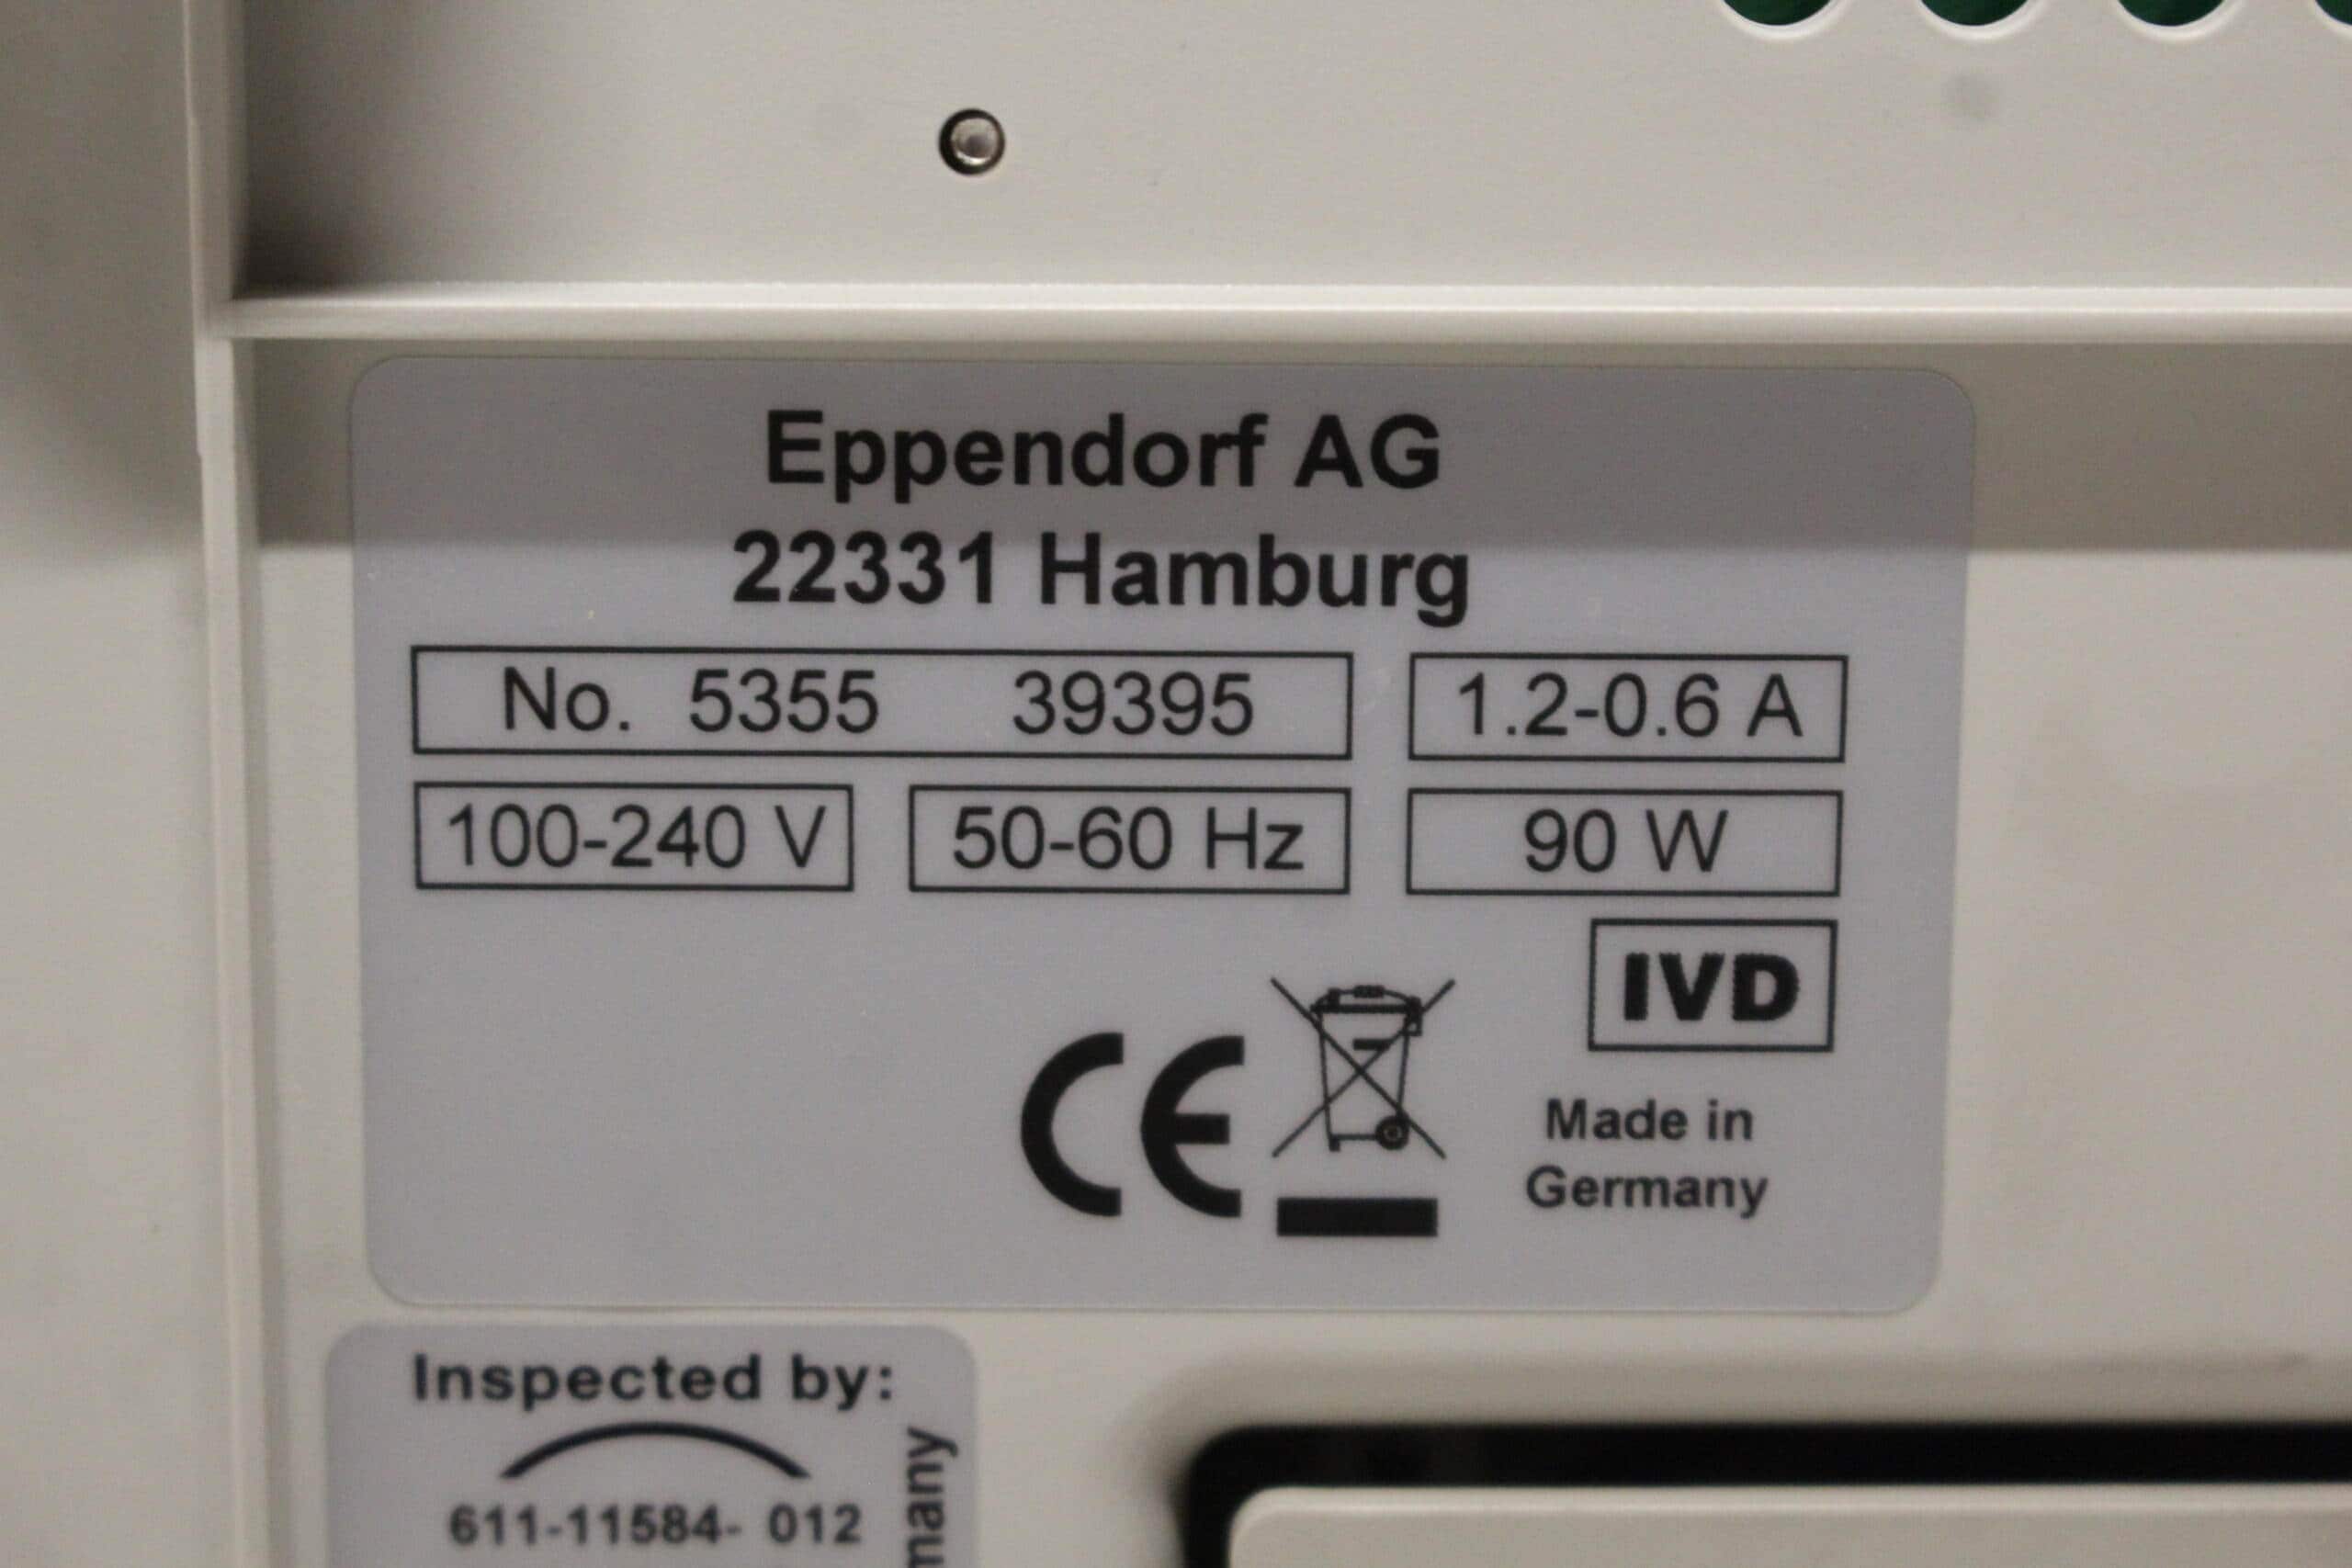 Eppendorf AG
22331 Hamburg
No. 5355 39395
1.2-0.6 A
100-240 V
50-60 Hz
90 W
IVD
CE
Made in
Germany
Inspected by:
611-11584- 012